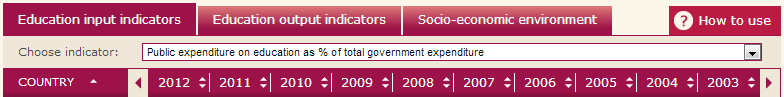 Education input indicators Education output indicators Socio-economic environment ? How to use
Choose indicator: Public expenditure on education as % of total government expenditure
COUNTRY 2012 2011 2010 2009 2008 2007 2006 2005 2004 2003